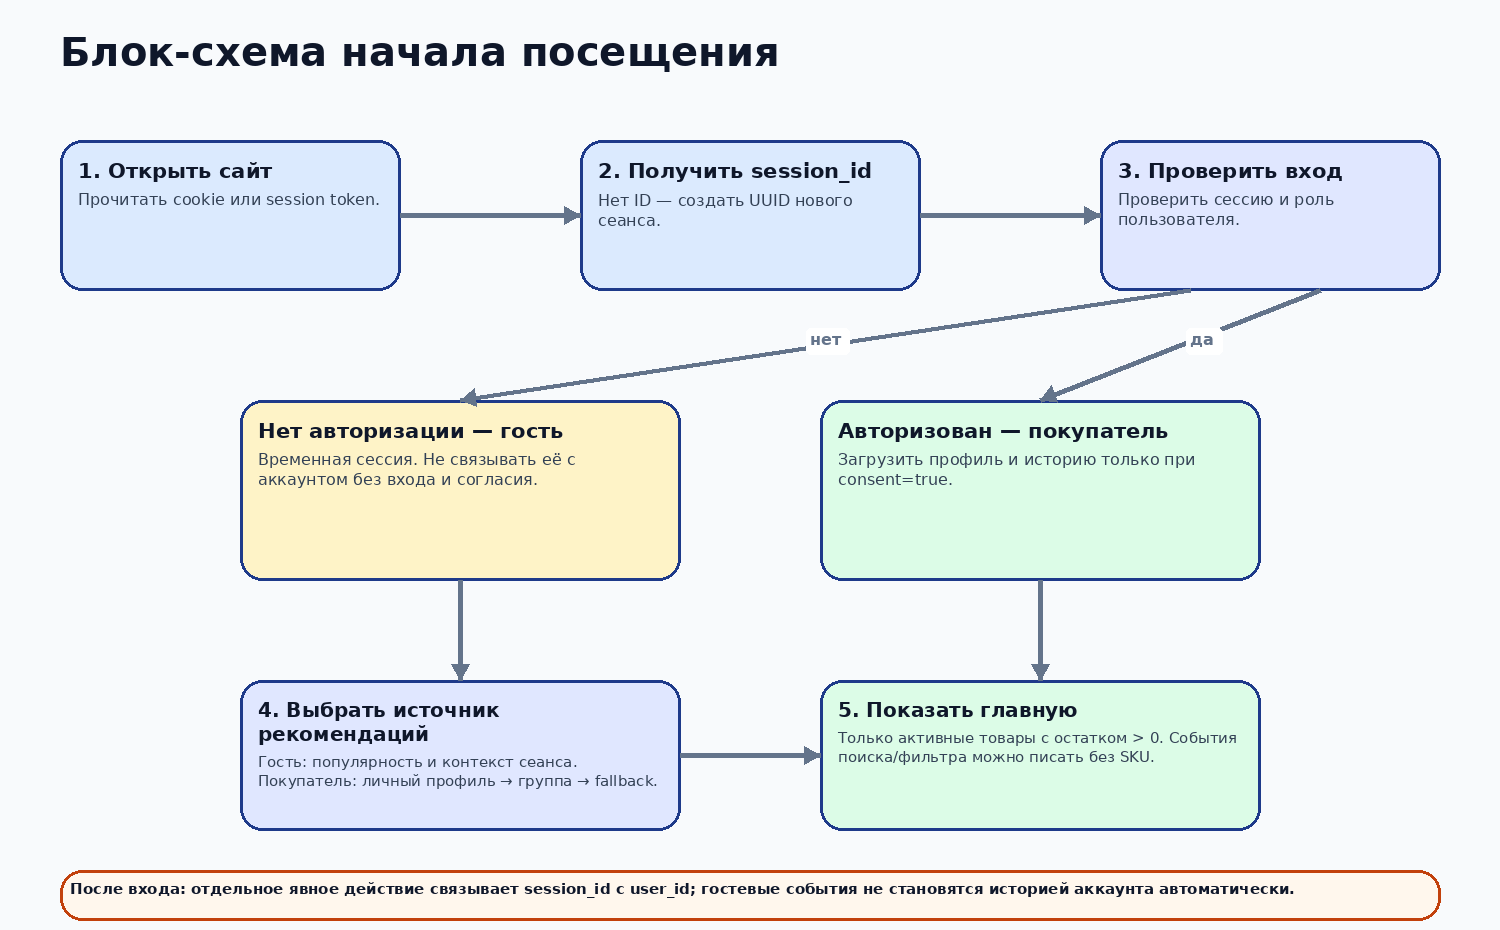 Блок-схема начала посещения
1. Открыть сайт
Прочитать cookie или session token.
2. Получить session_id
Нет ID — создать UUID нового
сеанса.
3. Проверить вход
Проверить сессию и роль
пользователя.
нет
да
Нет авторизации — гость
Временная сессия. Не связывать её с
аккаунтом без входа и согласия.
Авторизован — покупатель
Загрузить профиль и историю только при
consent=true.
4. Выбрать источник
рекомендаций
Гость: популярность и контекст сеанса.
Покупатель: личный профиль → группа → fallback.
5. Показать главную
Только активные товары с остатком > 0. События
поиска/фильтра можно писать без SKU.
После входа: отдельное явное действие связывает session_id с user_id; гостевые события не становятся историей аккаунта автоматически.